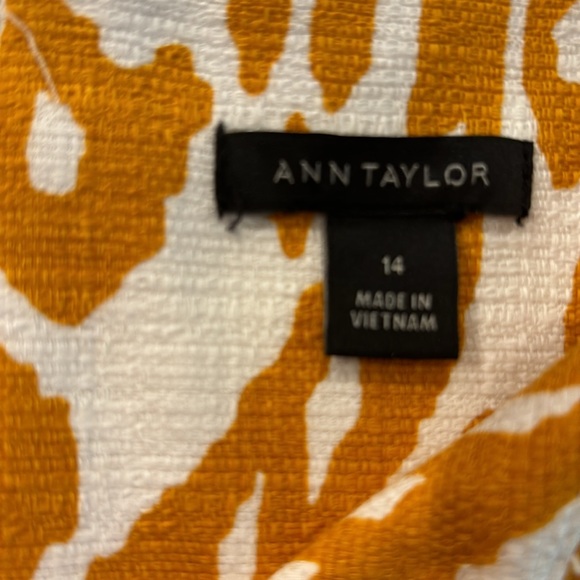 ANN TAYLOR
14
MADE IN
VIETNAM